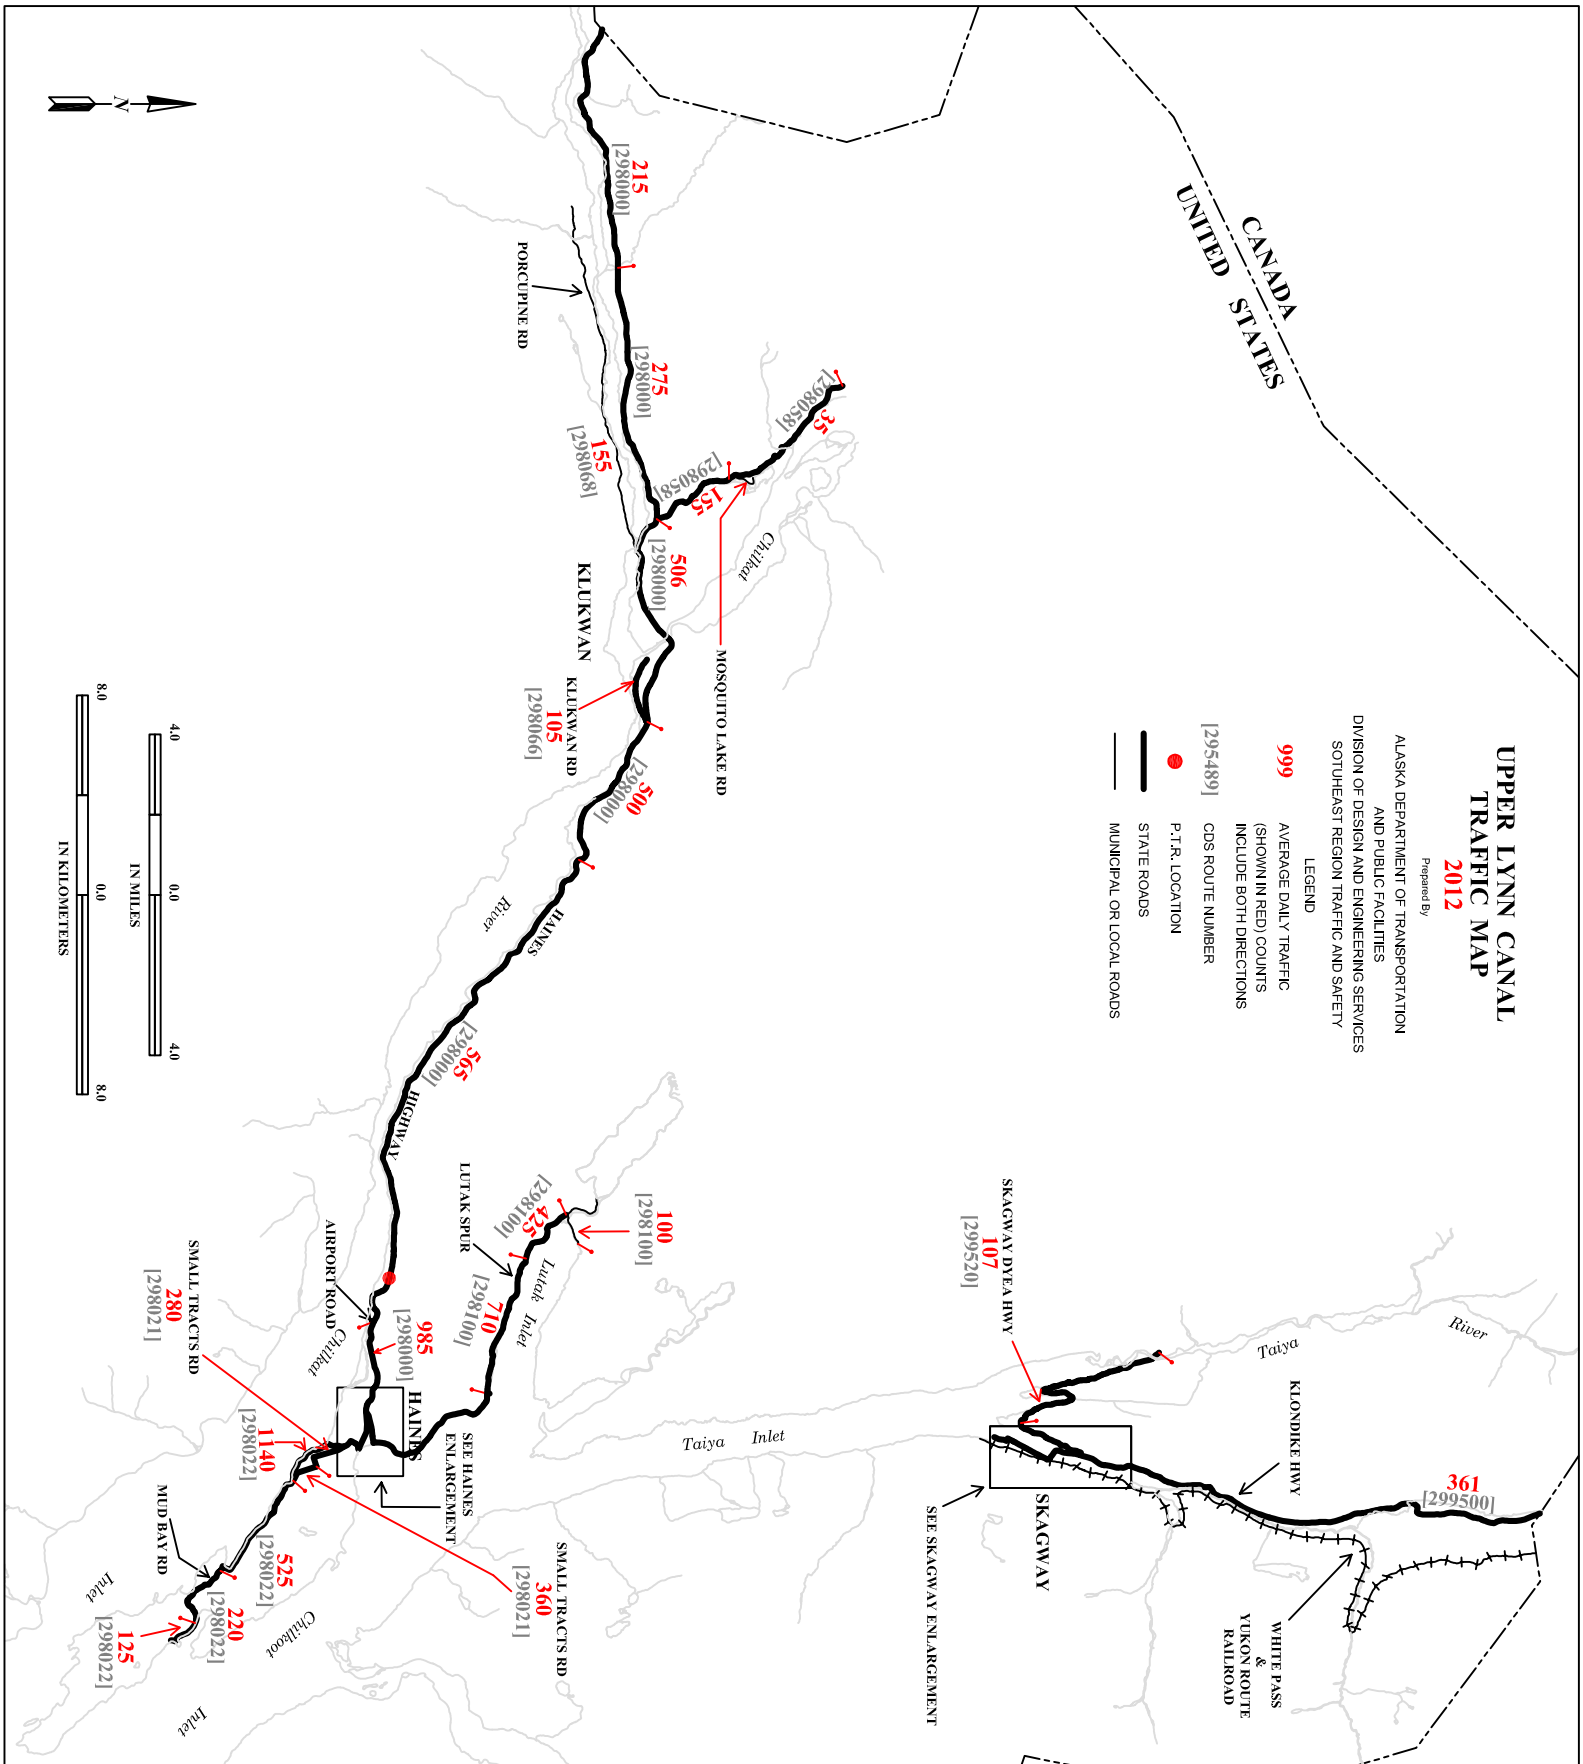 UPPER LYNN CANAL
TRAFFIC MAP
2012
Prepared By
ALASKA DEPARTMENT OF TRANSPORTATION
AND PUBLIC FACILITIES
DIVISION OF DESIGN AND ENGINEERING SERVICES
SOTUHEAST REGION TRAFFIC AND SAFETY
LEGEND
999
AVERAGE DAILY TRAFFIC
(SHOWN IN RED) COUNTS
INCLUDE BOTH DIRECTIONS
[295489]
CDS ROUTE NUMBER
P.T.R. LOCATION
STATE ROADS
MUNICIPAL OR LOCAL ROADS
CANADA
UNITED STATES
N
215
[298000]
PORCUPINE RD
275
[298000]
155
[298068]
35
[298058]
155
[298058]
MOSQUITO LAKE RD
Chilkat
506
[298000]
KLUKWAN
KLUKWAN RD
105
[298066]
500
[298000]
River
HAINES
565
[298000]
HIGHWAY
4.0
0.0
4.0
IN MILES
8.0
0.0
8.0
IN KILOMETERS
100
[298100]
425
[298100]
LUTAK SPUR
Lutak Inlet
710
[298100]
AIRPORT ROAD
Chilkat
985
[298000]
HAINES
SEE HAINES
ENLARGEMENT
SMALL TRACTS RD
280
[298021]
1140
[298022]
SMALL TRACTS RD
360
[298021]
MUD BAY RD
525
[298022]
220
[298022]
125
[298022]
Inlet
Chilkoot
Inlet
SKAGWAY DYEA HWY
107
[299520]
Taiya
River
Taiya Inlet
KLONDIKE HWY
361
[299500]
SKAGWAY
SEE SKAGWAY ENLARGEMENT
WHITE PASS
&
YUKON ROUTE
RAILROAD